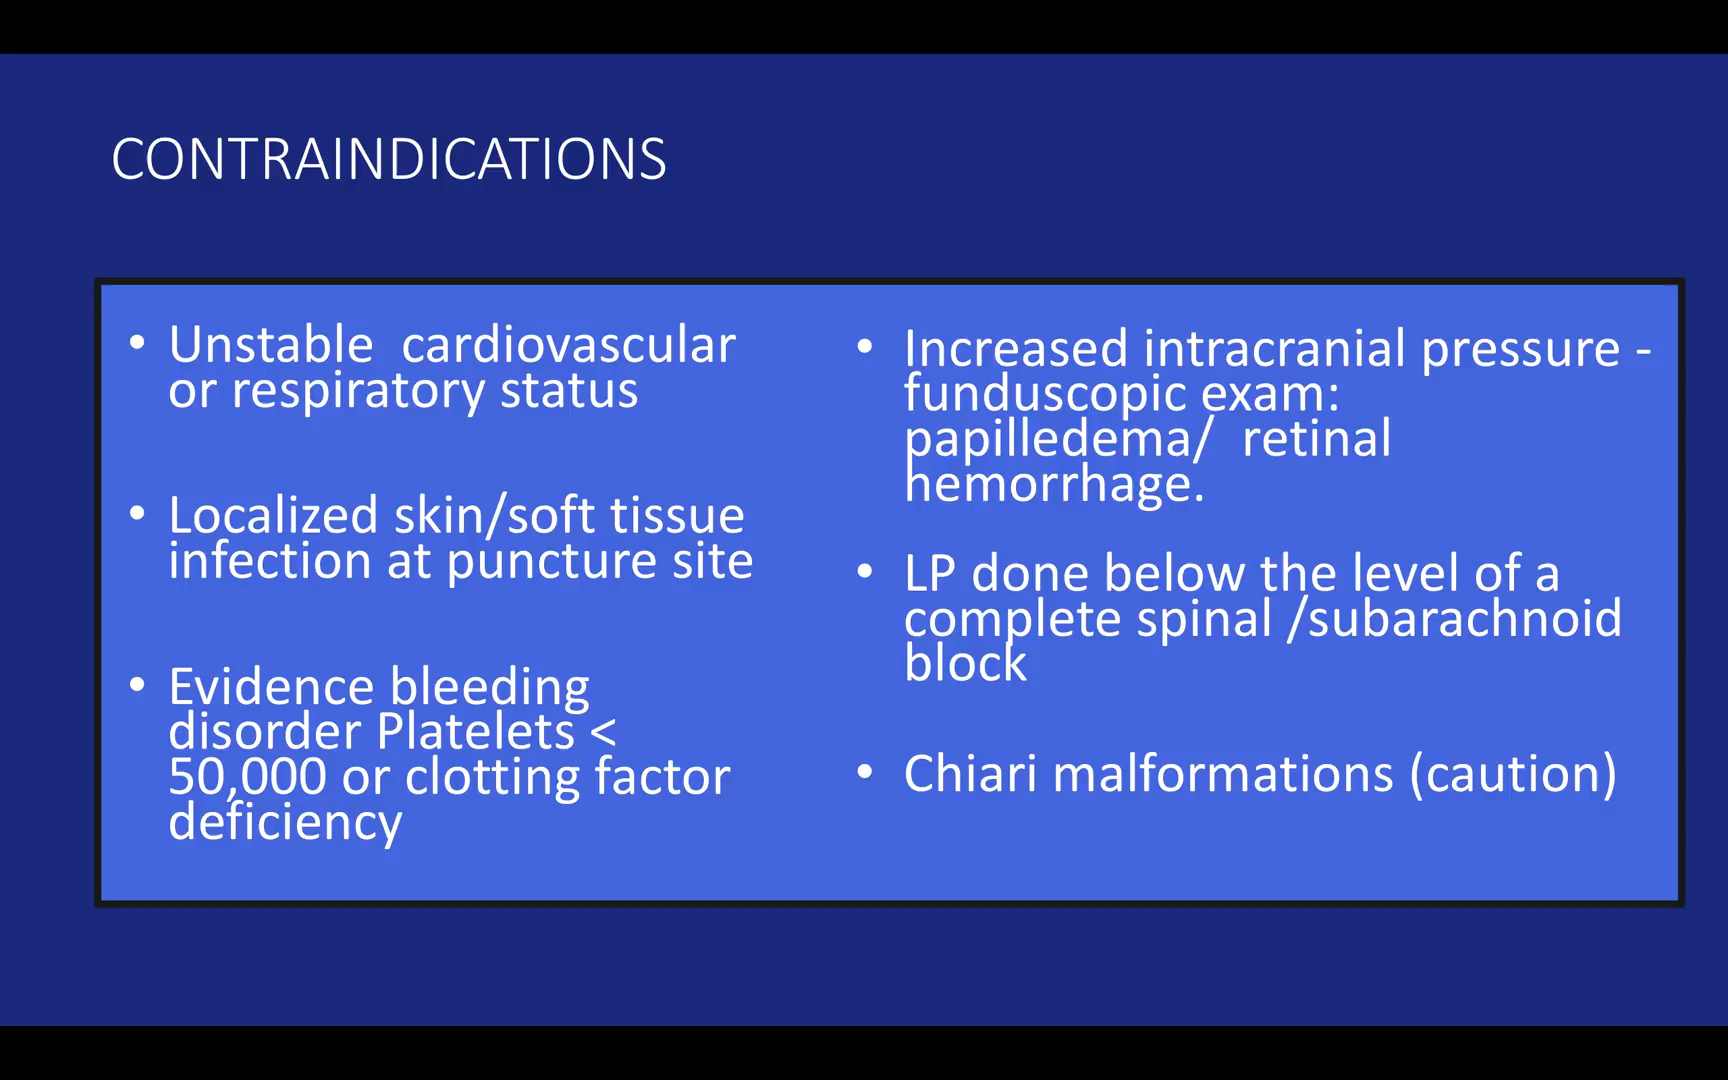 CONTRAINDICATIONS
• Unstable  cardiovascular
or respiratory status
• Localized skin/soft tissue
infection at puncture site
• Evidence bleeding
disorder Platelets <
50,000 or clotting factor
deficiency
• Increased intracranial pressure -
funduscopic exam:
papilledema/  retinal
hemorrhage.
• LP done below the level of a
complete spinal /subarachnoid
block
• Chiari malformations (caution)